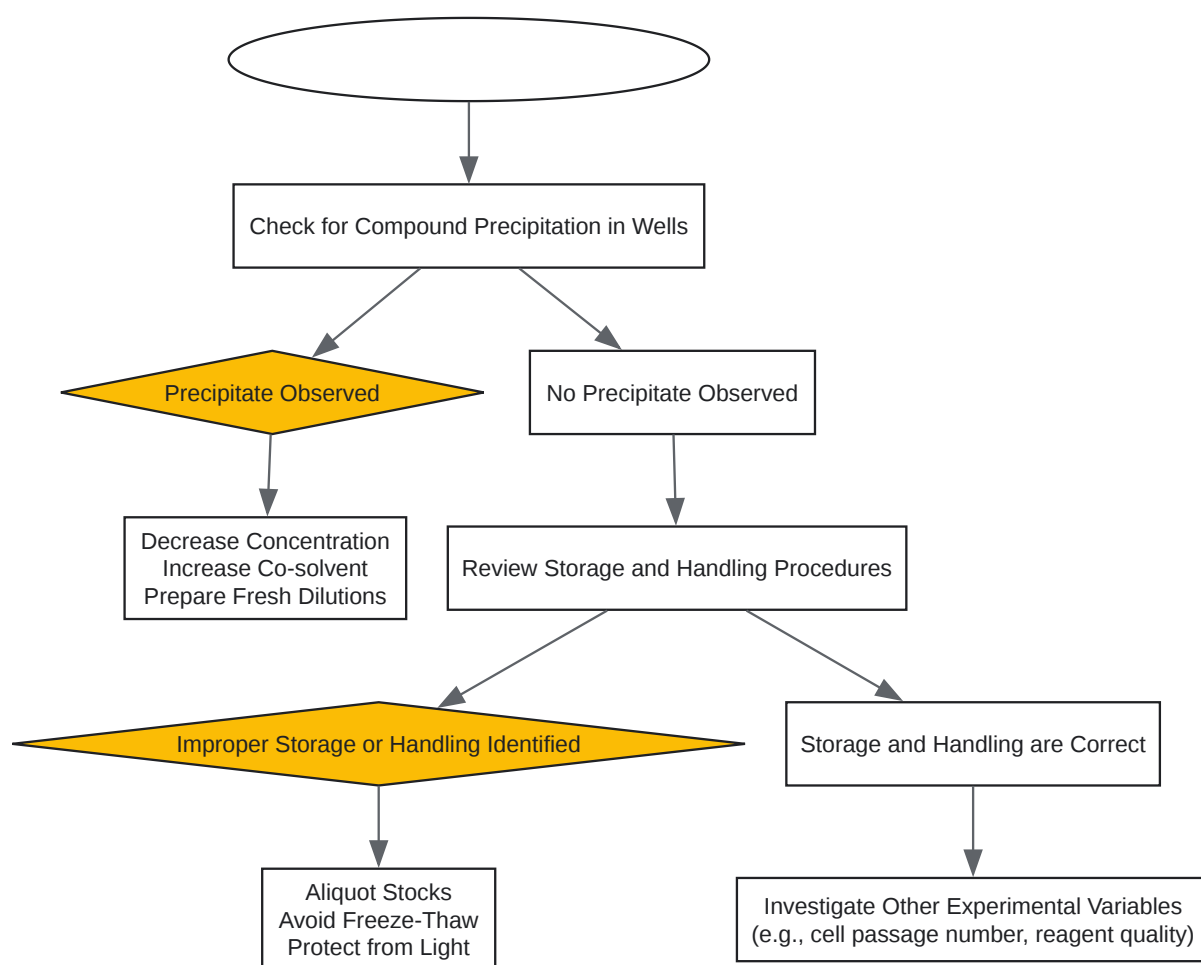 Check for Compound Precipitation in Wells
Precipitate Observed
No Precipitate Observed
Decrease Concentration
Increase Co-solvent
Prepare Fresh Dilutions
Review Storage and Handling Procedures
Improper Storage or Handling Identified
Storage and Handling are Correct
Aliquot Stocks
Avoid Freeze-Thaw
Protect from Light
Investigate Other Experimental Variables
(e.g., cell passage number, reagent quality)